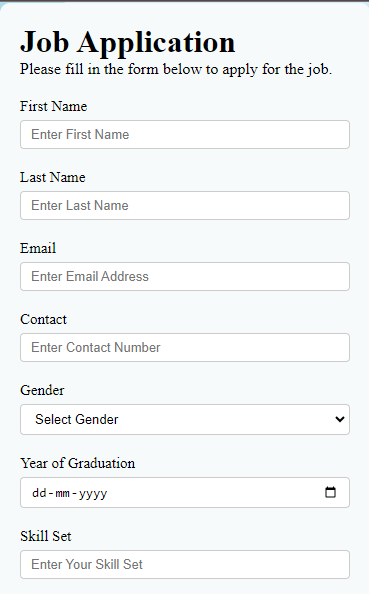 Job Application
Please fill in the form below to apply for the job.
First Name
Enter First Name
Last Name
Enter Last Name
Email
Enter Email Address
Contact
Enter Contact Number
Gender
Select Gender
Year of Graduation
dd-mm-yyyy
Skill Set
Enter Your Skill Set